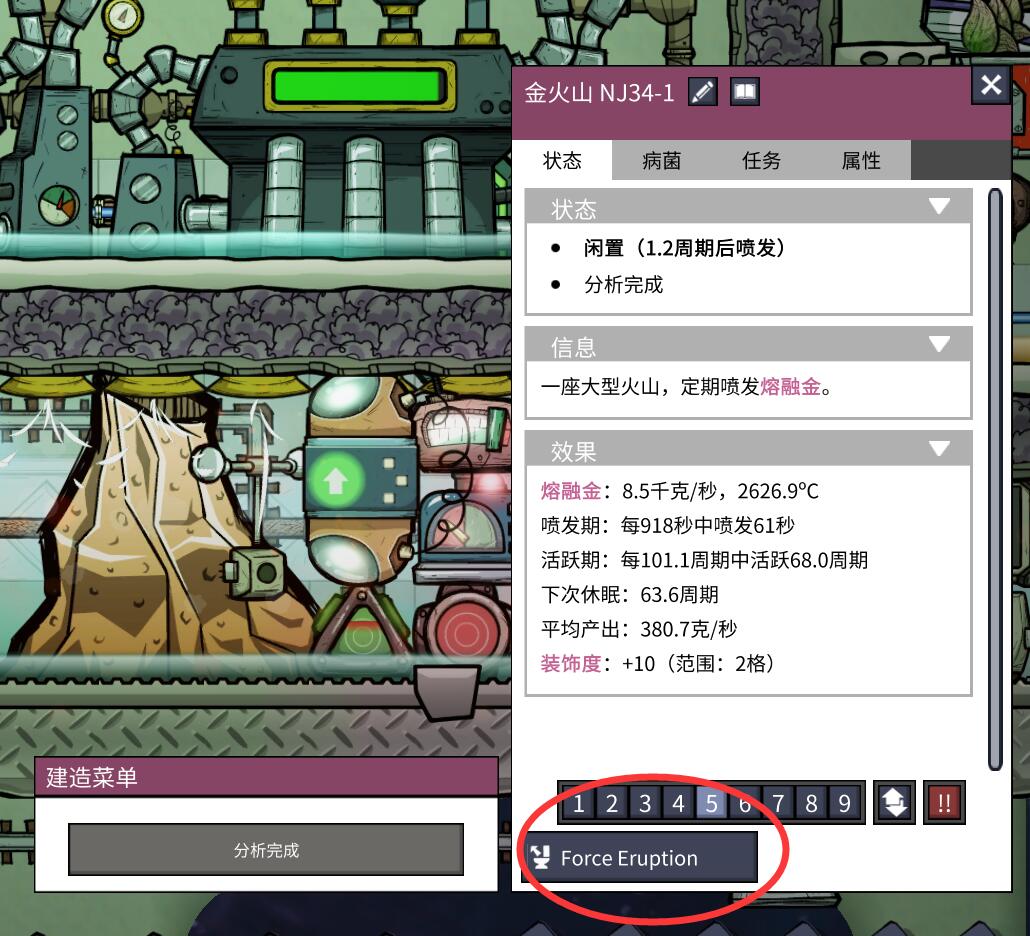 金火山 NJ34-1
状态
病菌
任务
属性
状态
闲置（1.2周期后喷发）
分析完成
信息
一座大型火山，定期喷发熔融金。
效果
熔融金：8.5千克/秒，2626.9ºC
喷发期：每918秒中喷发61秒
活跃期：每101.1周期中活跃68.0周期
下次休眠：63.6周期
平均产出：380.7克/秒
装饰度：+10（范围：2格）
1 2 3 4 5 6 7 8 9 !!
Force Eruption
建造菜单
分析完成